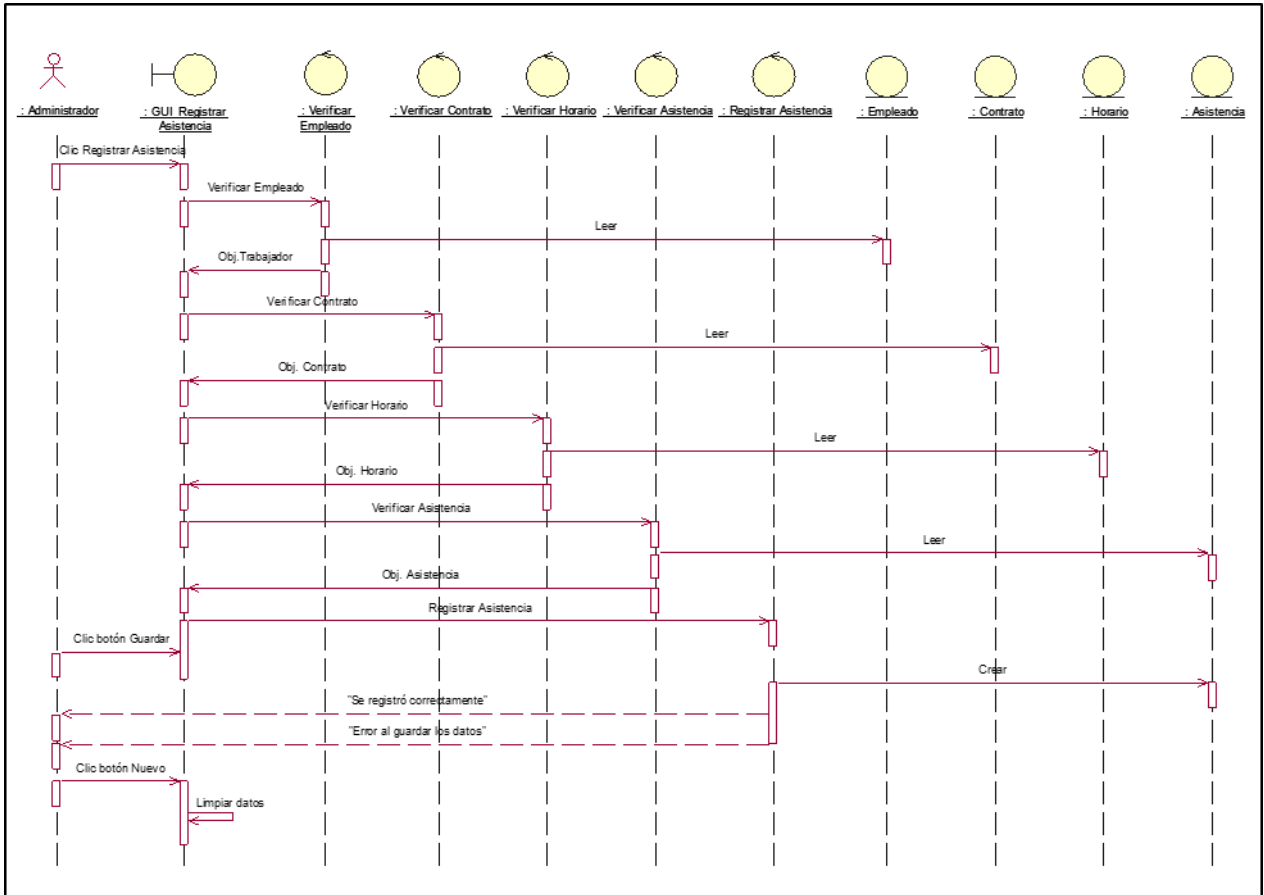 : Administrador
: GUI Registrar
Asistencia
: Verificar
Empleado
: Verificar Contrato
: Verificar Horario
: Verificar Asistencia
: Registrar Asistencia
: Empleado
: Contrato
: Horario
: Asistencia
Clic Registrar Asistencia
Verificar Empleado
Leer
Obj.Trabajador
Verificar Contrato
Leer
Obj. Contrato
Verificar Horario
Leer
Obj. Horario
Verificar Asistencia
Leer
Obj. Asistencia
Registrar Asistencia
Clic botón Guardar
Crear
"Se registró correctamente"
"Error al guardar los datos"
Clic botón Nuevo
Limpiar datos